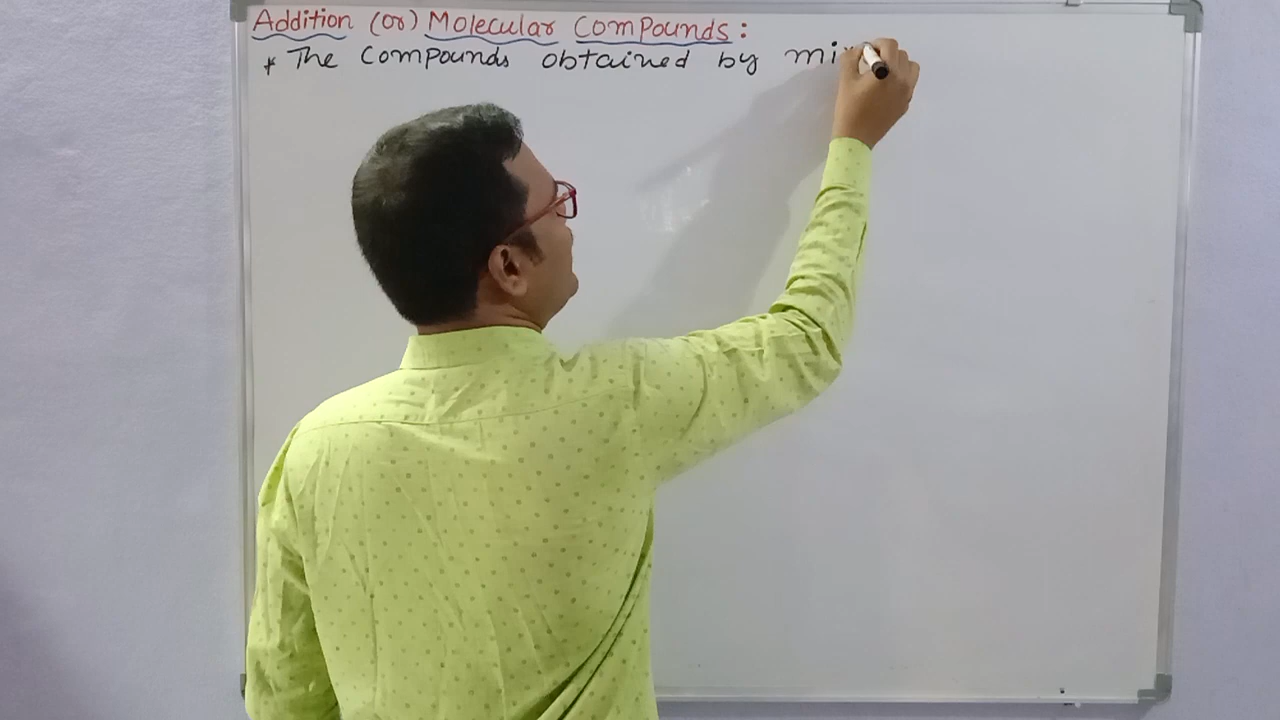 Addition (or) Molecular Compounds:
* The Compounds obtained by